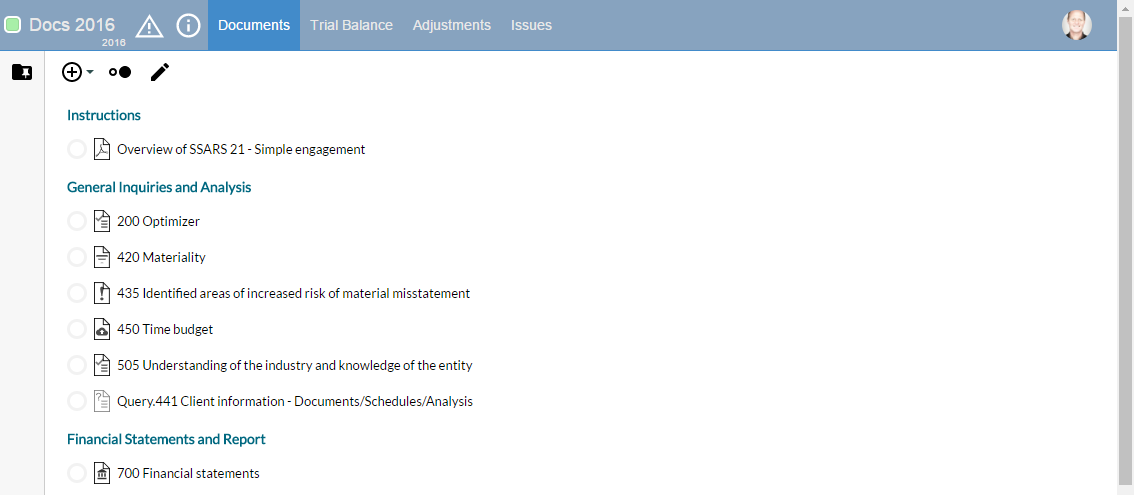 Docs 2016
2016
Documents
Trial Balance
Adjustments
Issues
Instructions
Overview of SSARS 21 - Simple engagement
General Inquiries and Analysis
200 Optimizer
420 Materiality
435 Identified areas of increased risk of material misstatement
450 Time budget
505 Understanding of the industry and knowledge of the entity
Query.441 Client information - Documents/Schedules/Analysis
Financial Statements and Report
700 Financial statements